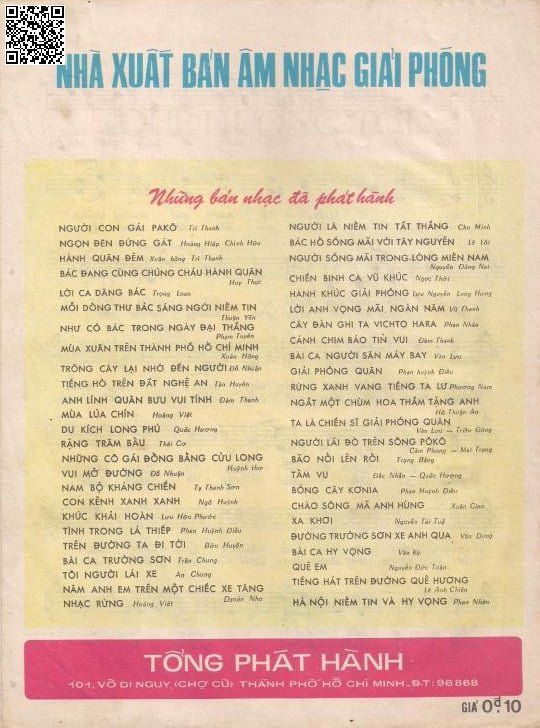 NHÀ XUẤT BẢN ÂM NHẠC GIẢI PHÓNG
Những bản nhạc đã phát hành
NGƯỜI CON GÁI PAKÔ Trí Thanh
NGỌN ĐÈN ĐỨNG GÁT Hoàng Hiệp Chính Hữu
HÀNH QUÂN ĐÊM Xuân hồng Trí Thanh
BÁC ĐANG CÙNG CHÚNG CHÁU HÀNH QUÂN
Huy Thục
LỜI CA DÂNG BÁC Trọng Loan
MỖI DÒNG THƯ BÁC SÁNG NGỜI NIỀM TIN
Thuận Yến
NHƯ CÓ BÁC TRONG NGÀY ĐẠI THẮNG
Phạm Tuyên
MÙA XUÂN TRÊN THÀNH PHỐ HỒ CHÍ MINH
Xuân Hồng
TRỒNG CÂY LẠI NHỚ ĐẾN NGƯỜI Đỗ Nhuận
TIẾNG HÒ TRÊN ĐẤT NGHỆ AN Tân Huyền
ANH LÍNH QUÂN BƯU VUI TÍNH Đàm Thanh
MÙA LÚA CHÍN Hoàng Việt
DU KÍCH LONG PHÚ Quốc Hương
RẶNG TRÂM BẦU Thái Cơ
NHỮNG CÔ GÁI ĐỒNG BẰNG CỬU LONG
Huỳnh thơ
VUI MỞ ĐƯỜNG Đỗ Nhuận
NAM BỘ KHÁNG CHIẾN Tạ Thanh Sơn
CON KÊNH XANH XANH Ngô Huỳnh
KHÚC KHẢI HOÀN Lưu Hữu Phước
TÌNH TRONG LÁ THIẾP Phan Huỳnh Điểu
TRÊN ĐƯỜNG TA ĐI TỚI Bửu Huyền
BÀI CA TRƯỜNG SƠN Trần Chung
TÔI NGƯỜI LÁI XE An Chung
NĂM ANH EM TRÊN MỘT CHIẾC XE TĂNG
Doãn Nho
NHẠC RỪNG Hoàng Việt
NGƯỜI LÀ NIỀM TIN TẤT THẮNG Chu Minh
BÁC HỒ SỐNG MÃI VỚI TÂY NGUYÊN Lê Lôi
NGƯỜI SỐNG MÃI TRONG LÒNG MIỀN NAM
Nguyễn Đồng Nai
CHIẾN BINH CA VŨ KHÚC Ngọc Thới
HÀNH KHÚC GIẢI PHÓNG Lưu Nguyễn Long Hưng
LỜI ANH VỌNG MÃI, NGÀN NĂM Vũ Thanh
CÂY ĐÀN GHI TA VICHTO HARA Phan Nhân
CÁNH CHIM BÁO TIN VUI Đàm Thanh
BÀI CA NGƯỜI SĂN MÁY BAY Văn Lưu
GIẢI PHÓNG QUÂN Phan huỳnh Điểu
RỪNG XANH VANG TIẾNG TA LƯ Phương Nam
NGẮT MỘT CHÙM HOA THẮM TẶNG ANH
Hà Thuận An
TA LÀ CHIẾN SĨ GIẢI PHÓNG QUÂN
Văn Lưu — Triều Dâng
NGƯỜI LÁI ĐÒ TRÊN SÔNG PÔKÔ
Cầm Phong — Mai Trang
BÃO NỔI LÊN RỒI Trọng Bằng
TẦM VU Đắc Nhẫn — Quốc Hương
BÓNG CÂY KƠNIA Phan Huỳnh Điểu
CHÀO SÔNG MÃ ANH HÙNG Xuân Giao
XA KHƠI Nguyễn Tài Tuệ
ĐƯỜNG TRƯỜNG SƠN XE ANH QUA Văn Dung
BÀI CA HY VỌNG Văn Ký
QUÊ EM Nguyễn Đức Toàn
TIẾNG HÁT TRÊN ĐƯỜNG QUÊ HƯƠNG
Lê Anh Chiến
HÀ NỘI NIỀM TIN VÀ HY VỌNG Phan Nhân
TỔNG PHÁT HÀNH
101, VÕ DI NGUY (CHỢ CŨ) THÀNH PHỐ HỒ CHÍ MINH_Đ.T: 96868
GIÁ 0đ.10